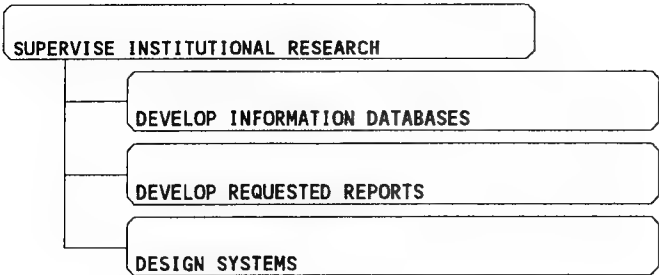 SUPERVISE INSTITUTIONAL RESEARCH
DEVELOP INFORMATION DATABASES
DEVELOP REQUESTED REPORTS
DESIGN SYSTEMS